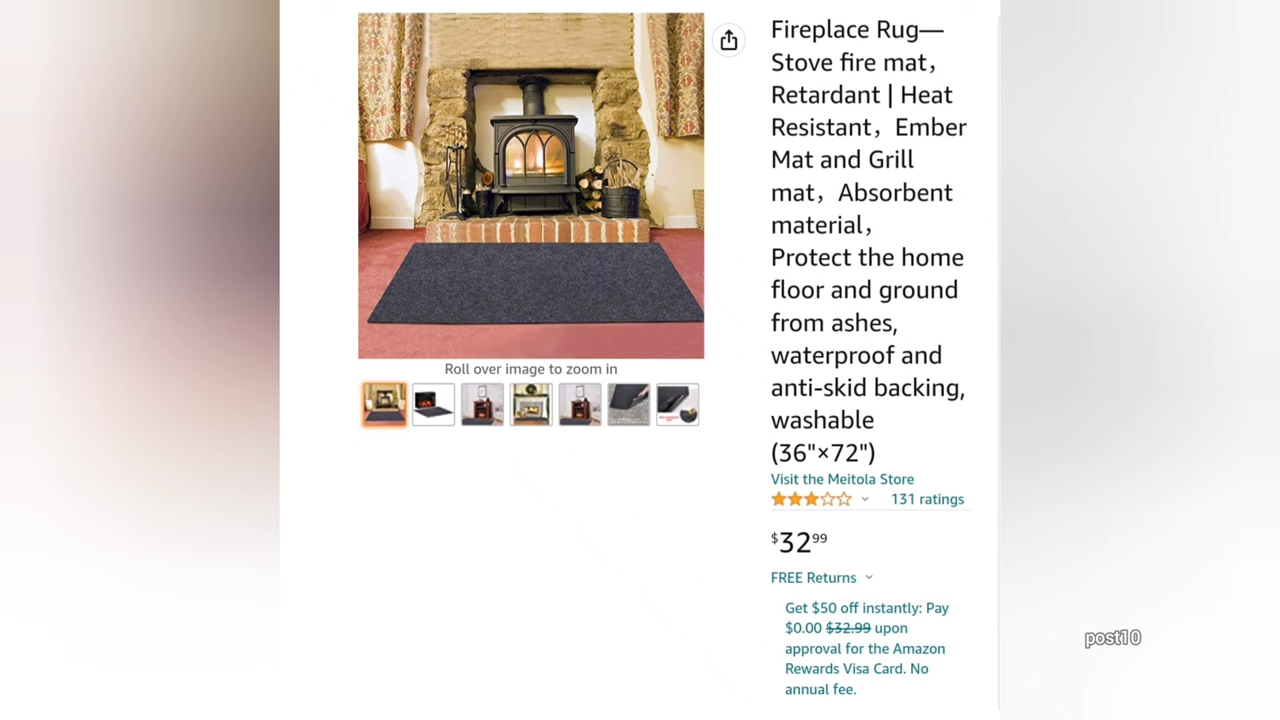 Fireplace Rug—
Stove fire mat，
Retardant | Heat
Resistant，Ember
Mat and Grill
mat，Absorbent
material，
Protect the home
floor and ground
from ashes,
waterproof and
anti-skid backing,
washable
(36"×72")
Visit the Meitola Store
131 ratings
$32 99
FREE Returns
Get $50 off instantly: Pay
$0.00 $32.99 upon
approval for the Amazon
Rewards Visa Card. No
annual fee.
Roll over image to zoom in
post10